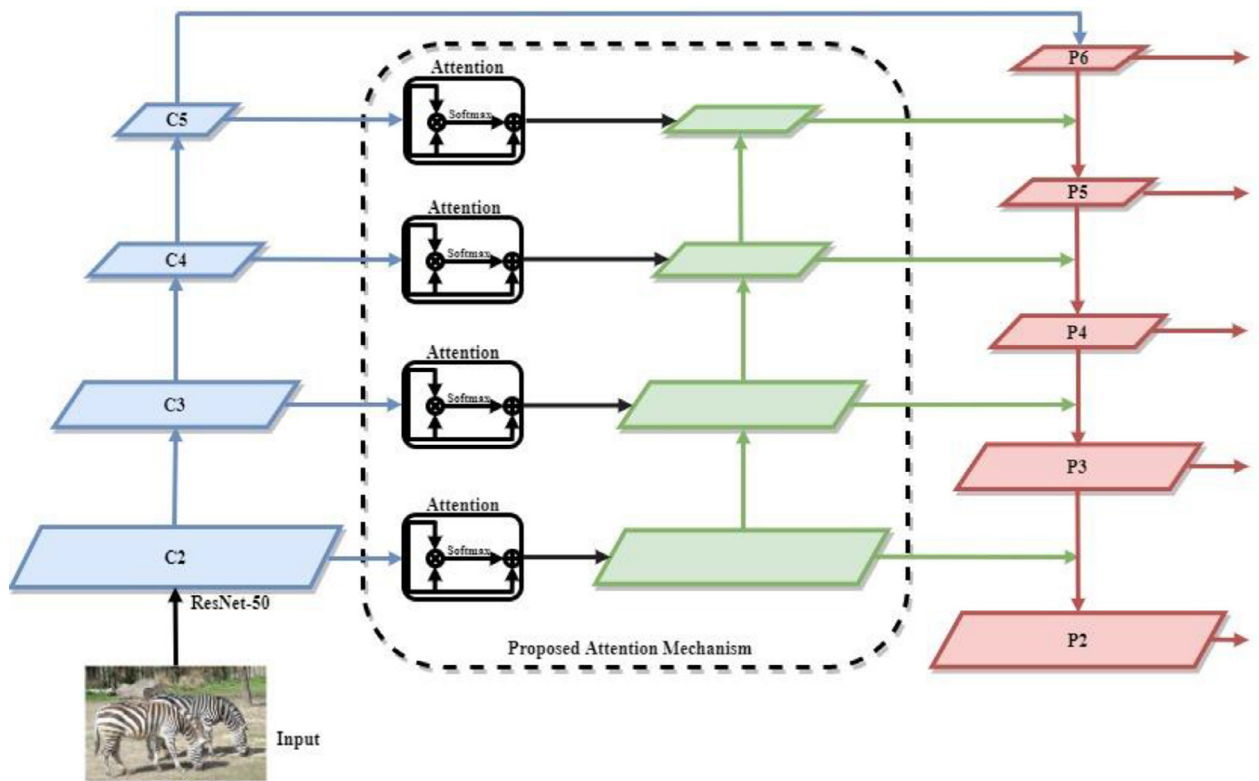 P6
Attention
Softmax
C5
P5
Attention
Softmax
C4
P4
Attention
Softmax
C3
P3
Attention
Softmax
C2
ResNet-50
P2
Proposed Attention Mechanism
Input